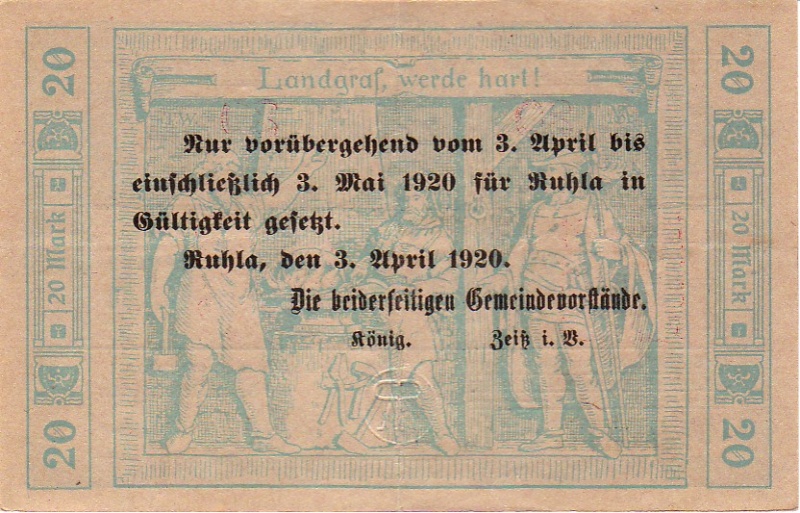 Landgraf, werde hart!
Nur vorübergehend vom 3. April bis
einschließlich 3. Mai 1920 für Ruhla in
Gültigkeit gesetzt.
Ruhla, den 3. April 1920.
Die beiderseitigen Gemeindevorstände.
König. Zeiß i. V.
20
20 Mark
20
20
20 Mark
20